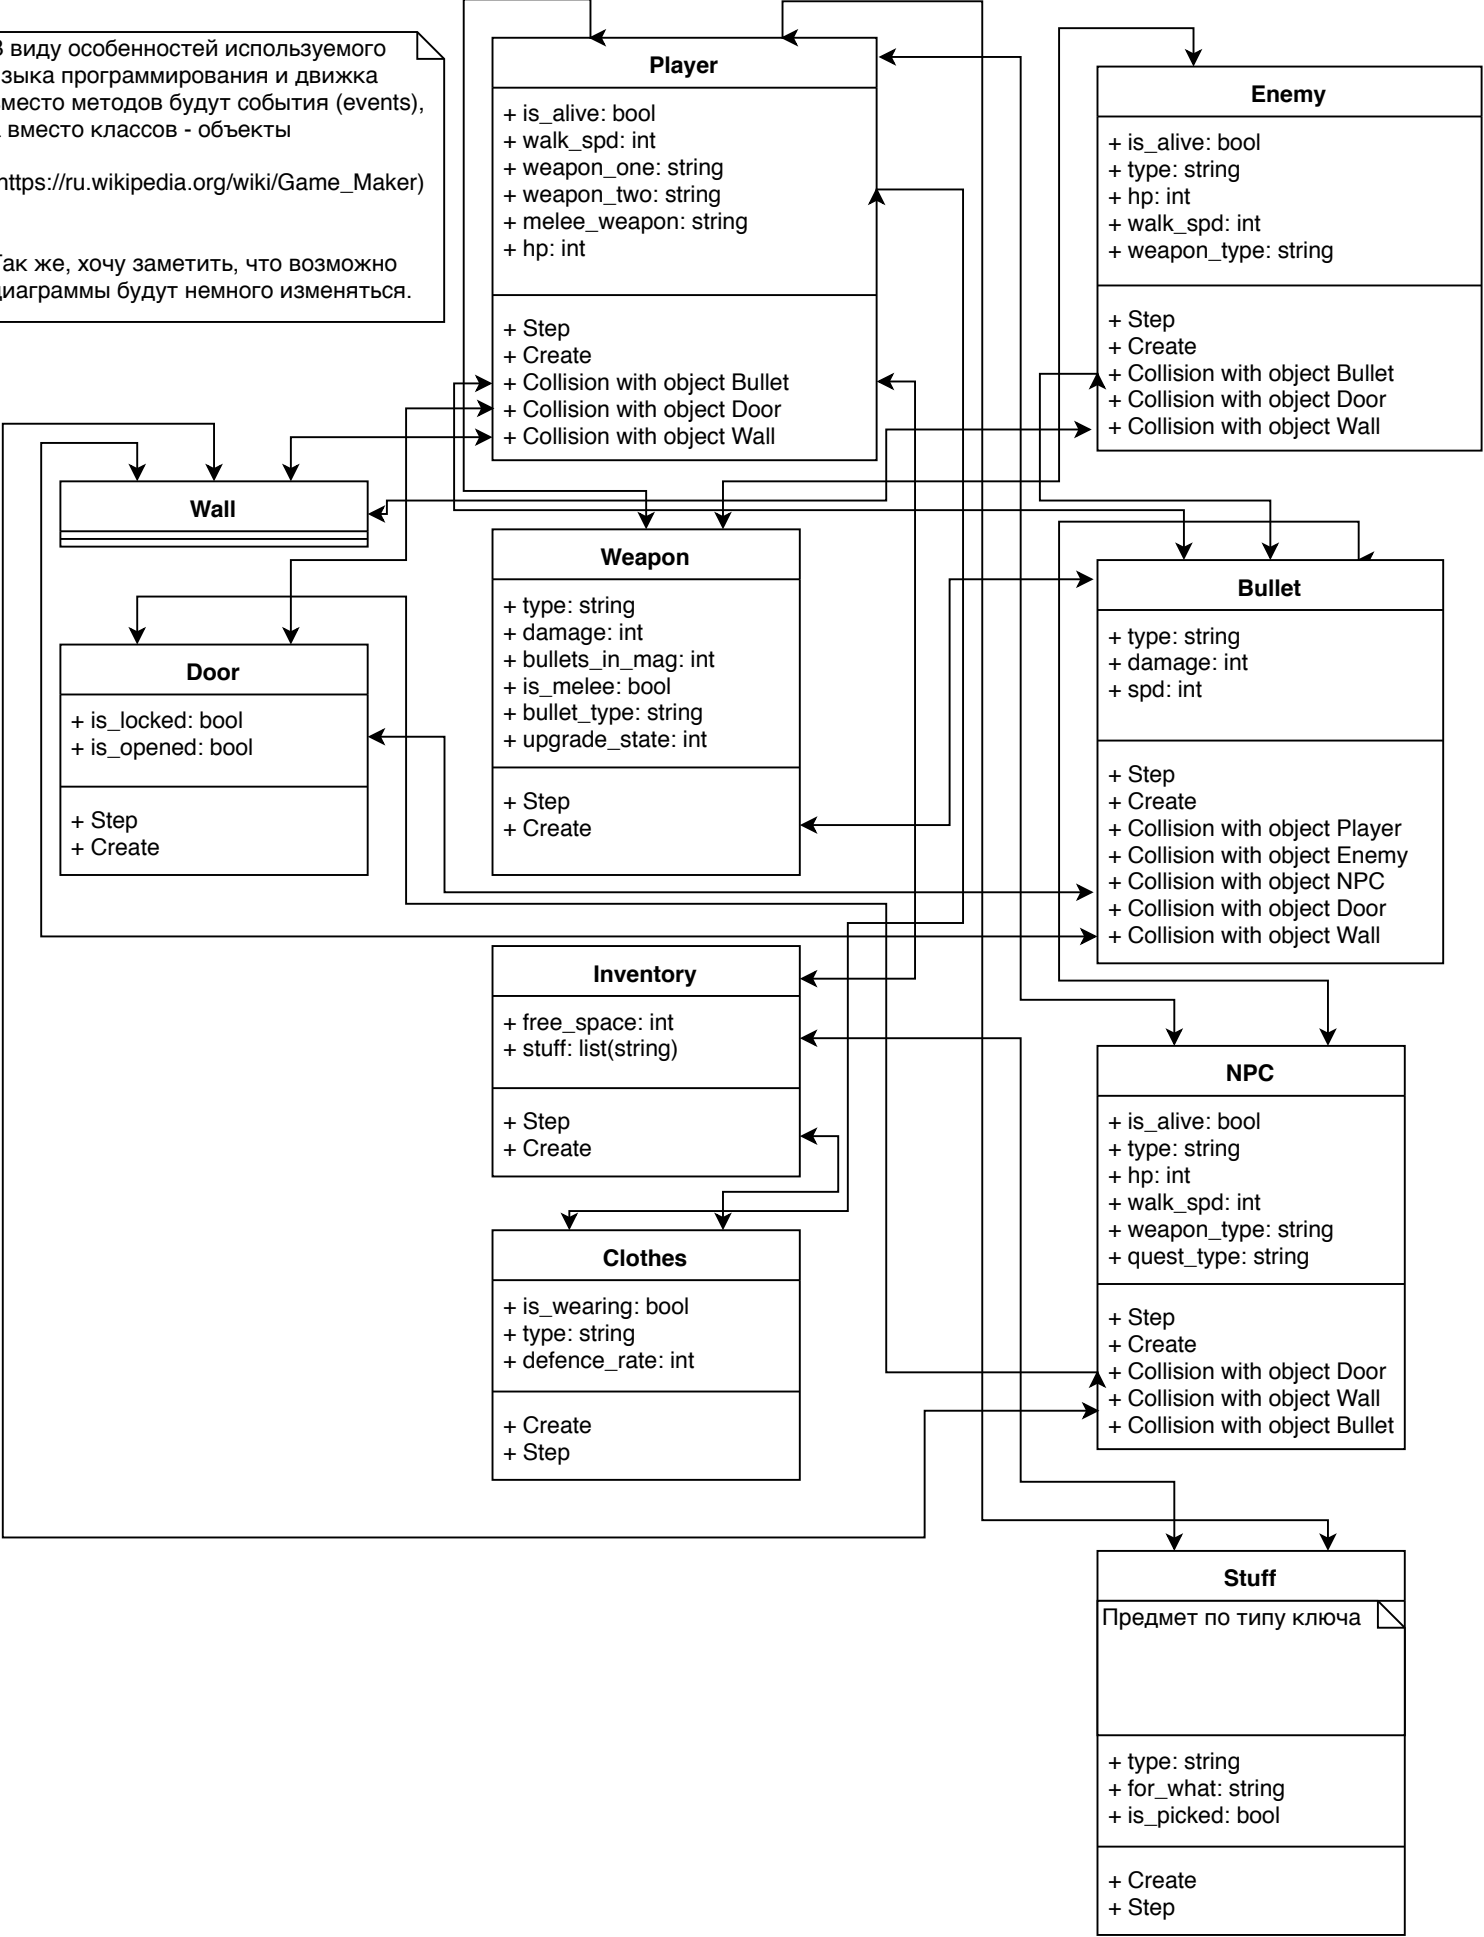 виду особенностей используемого
зыка программирования и движка
место методов будут события (events),
вместо классов - объекты
https://ru.wikipedia.org/wiki/Game_Maker)
Так же, хочу заметить, что возможно
диаграммы будут немного изменяться.
Player
+ is_alive: bool
+ walk_spd: int
+ weapon_one: string
+ weapon_two: string
+ melee_weapon: string
+ hp: int
+ Step
+ Create
+ Collision with object Bullet
+ Collision with object Door
+ Collision with object Wall
Enemy
+ is_alive: bool
+ type: string
+ hp: int
+ walk_spd: int
+ weapon_type: string
+ Step
+ Create
+ Collision with object Bullet
+ Collision with object Door
+ Collision with object Wall
Wall
Weapon
+ type: string
+ damage: int
+ bullets_in_mag: int
+ is_melee: bool
+ bullet_type: string
+ upgrade_state: int
+ Step
+ Create
Bullet
+ type: string
+ damage: int
+ spd: int
+ Step
+ Create
+ Collision with object Player
+ Collision with object Enemy
+ Collision with object NPC
+ Collision with object Door
+ Collision with object Wall
Door
+ is_locked: bool
+ is_opened: bool
+ Step
+ Create
Inventory
+ free_space: int
+ stuff: list(string)
+ Step
+ Create
NPC
+ is_alive: bool
+ type: string
+ hp: int
+ walk_spd: int
+ weapon_type: string
+ quest_type: string
+ Step
+ Create
+ Collision with object Door
+ Collision with object Wall
+ Collision with object Bullet
Clothes
+ is_wearing: bool
+ type: string
+ defence_rate: int
+ Create
+ Step
Stuff
Предмет по типу ключа
+ type: string
+ for_what: string
+ is_picked: bool
+ Create
+ Step